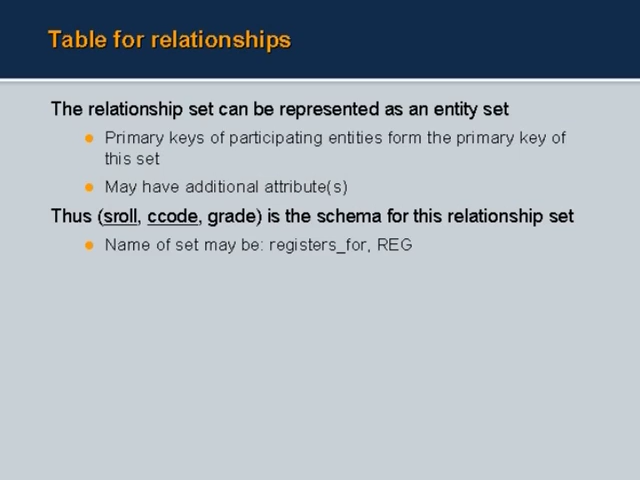 Table for relationships
The relationship set can be represented as an entity set
Primary keys of participating entities form the primary key of
this set
May have additional attribute(s)
Thus (sroll, ccode, grade) is the schema for this relationship set
Name of set may be: registers_for, REG